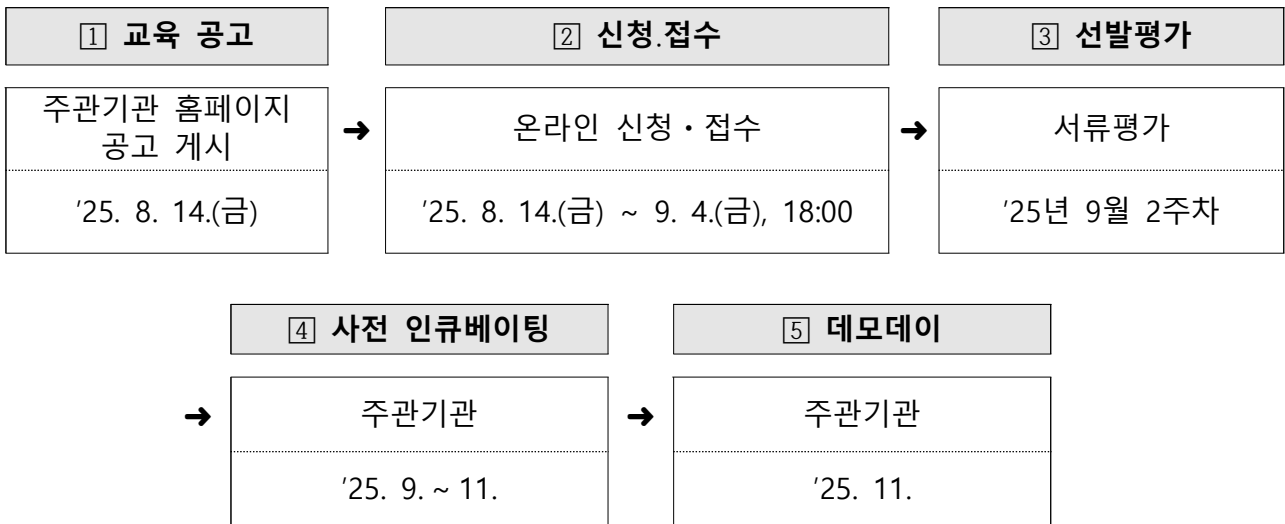 1 교육 공고
2 신청.접수
3 선발평가
주관기관 홈페이지
공고 게시
➜
온라인 신청・접수
➜
서류평가
'25. 8. 14.(금)
'25. 8. 14.(금) ~ 9. 4.(금), 18:00
'25년 9월 2주차
4 사전 인큐베이팅
5 데모데이
➜
주관기관
➜
주관기관
'25. 9. ~ 11.
'25. 11.